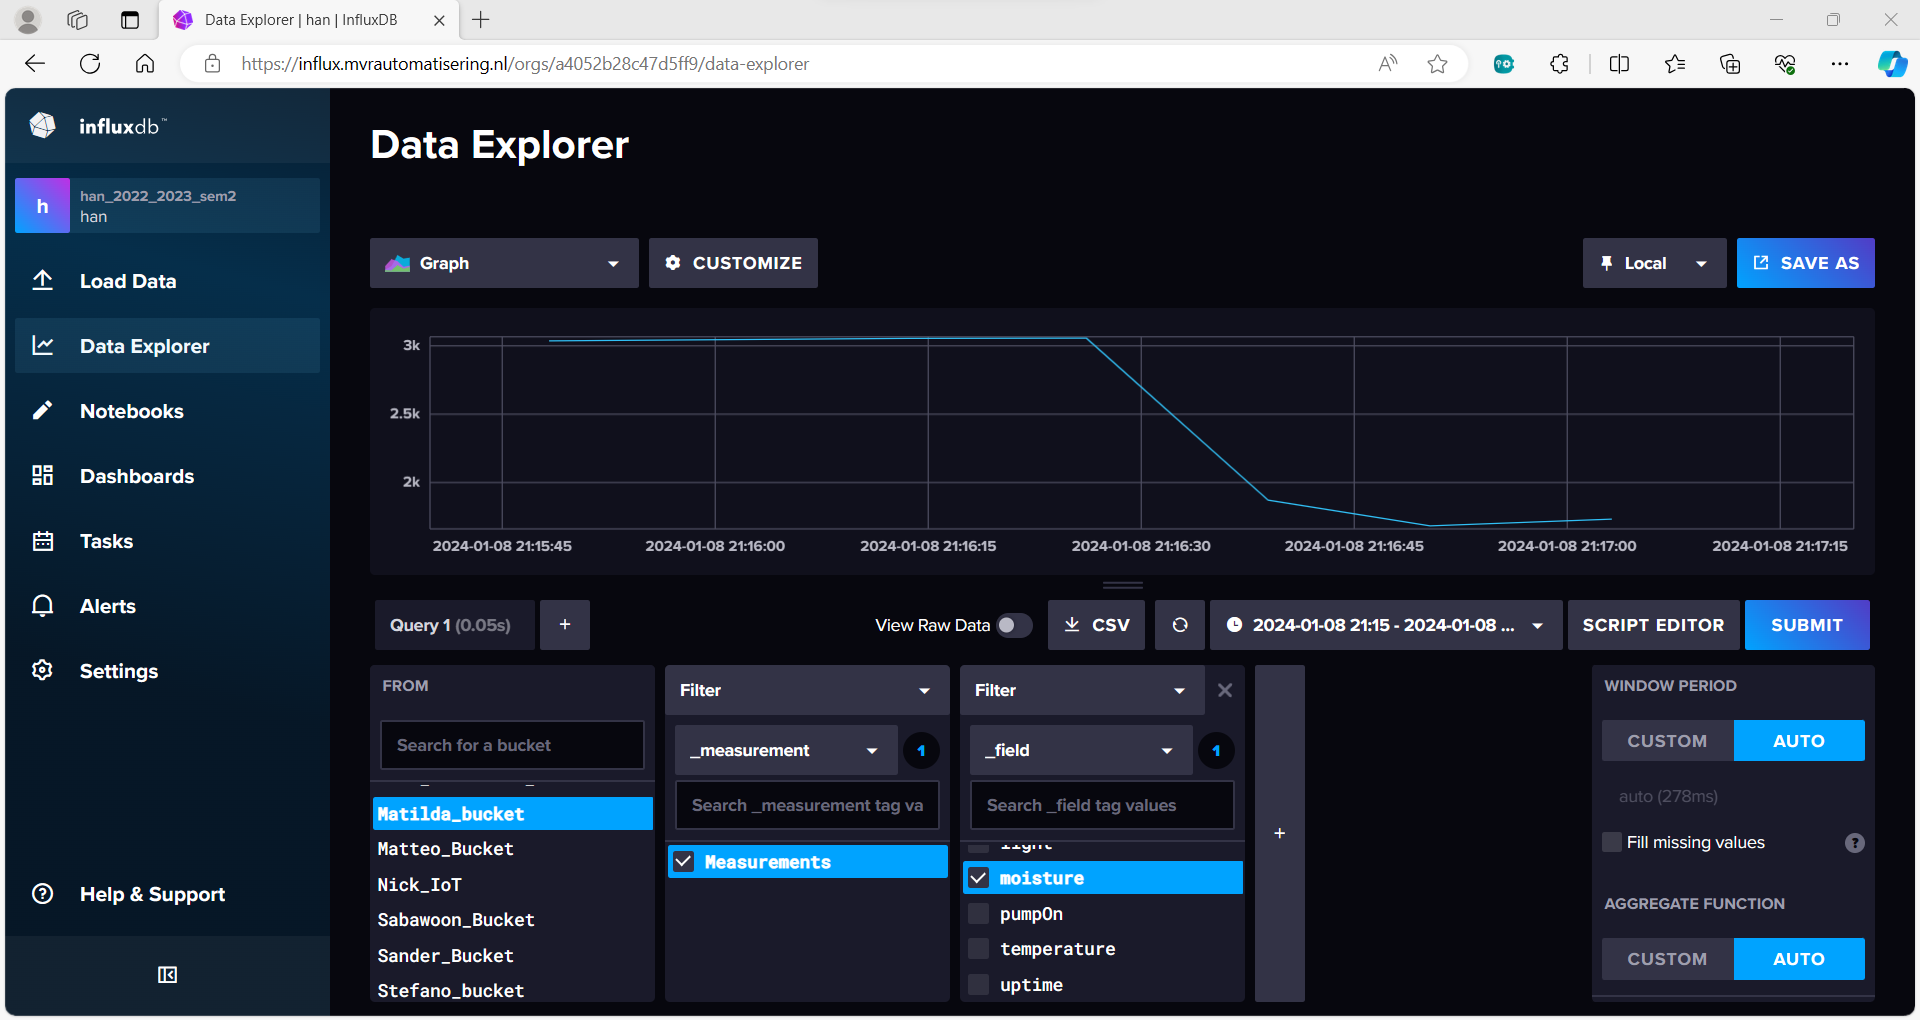 Data Explorer | han | InfluxDB
https://influx.mvrautomatisering.nl/orgs/a4052b28c47d5ff9/data-explorer
influxdb™
h
han_2022_2023_sem2
han
Load Data
Data Explorer
Notebooks
Dashboards
Tasks
Alerts
Settings
Help & Support
Data Explorer
Graph
CUSTOMIZE
Local
SAVE AS
3k
2.5k
2k
2024-01-08 21:15:45
2024-01-08 21:16:00
2024-01-08 21:16:15
2024-01-08 21:16:30
2024-01-08 21:16:45
2024-01-08 21:17:00
2024-01-08 21:17:15
Query 1 (0.05s)
+
View Raw Data
CSV
2024-01-08 21:15 - 2024-01-08 ...
SCRIPT EDITOR
SUBMIT
FROM
Search for a bucket
Matilda_bucket
Matteo_Bucket
Nick_IoT
Sabawoon_Bucket
Sander_Bucket
Stefano_bucket
Filter
_measurement
1
Search _measurement tag va
Measurements
Filter
_field
1
Search _field tag values
light
moisture
pumpOn
temperature
uptime
+
WINDOW PERIOD
CUSTOM
AUTO
auto (278ms)
Fill missing values
?
AGGREGATE FUNCTION
CUSTOM
AUTO